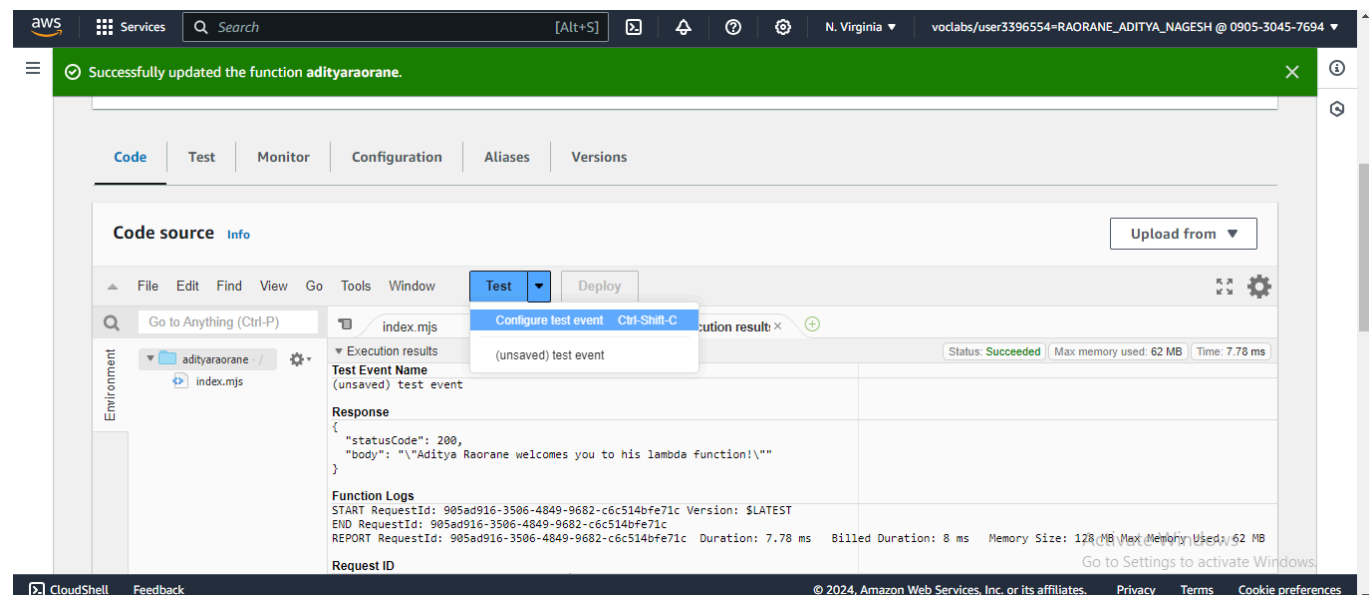 aws Services Search [Alt+S] N. Virginia voclabs/user3396554=RAORANE_ADITYA_NAGESH @ 0905-3045-7694
Successfully updated the function adityaraorane.
Code Test Monitor Configuration Aliases Versions
Code source Info Upload from
File Edit Find View Go Tools Window Test Deploy
Go to Anything (Ctrl-P) index.mjs Configure test event Ctrl-Shift-C cution result
Environment
adityaraorane - /
index.mjs
(unsaved) test event
Execution results Status: Succeeded Max memory used: 62 MB Time: 7.78 ms
Test Event Name
(unsaved) test event
Response
{
"statusCode": 200,
"body": "\"Aditya Raorane welcomes you to his lambda function!\""
}
Function Logs
START RequestId: 905ad916-3506-4849-9682-c6c514bfe71c Version: $LATEST
END RequestId: 905ad916-3506-4849-9682-c6c514bfe71c
REPORT RequestId: 905ad916-3506-4849-9682-c6c514bfe71c Duration: 7.78 ms Billed Duration: 8 ms Memory Size: 128 MB Max Memory Used: 62 MB
Activate Windows
Go to Settings to activate Windows.
Request ID
CloudShell Feedback © 2024, Amazon Web Services, Inc. or its affiliates. Privacy Terms Cookie preferences